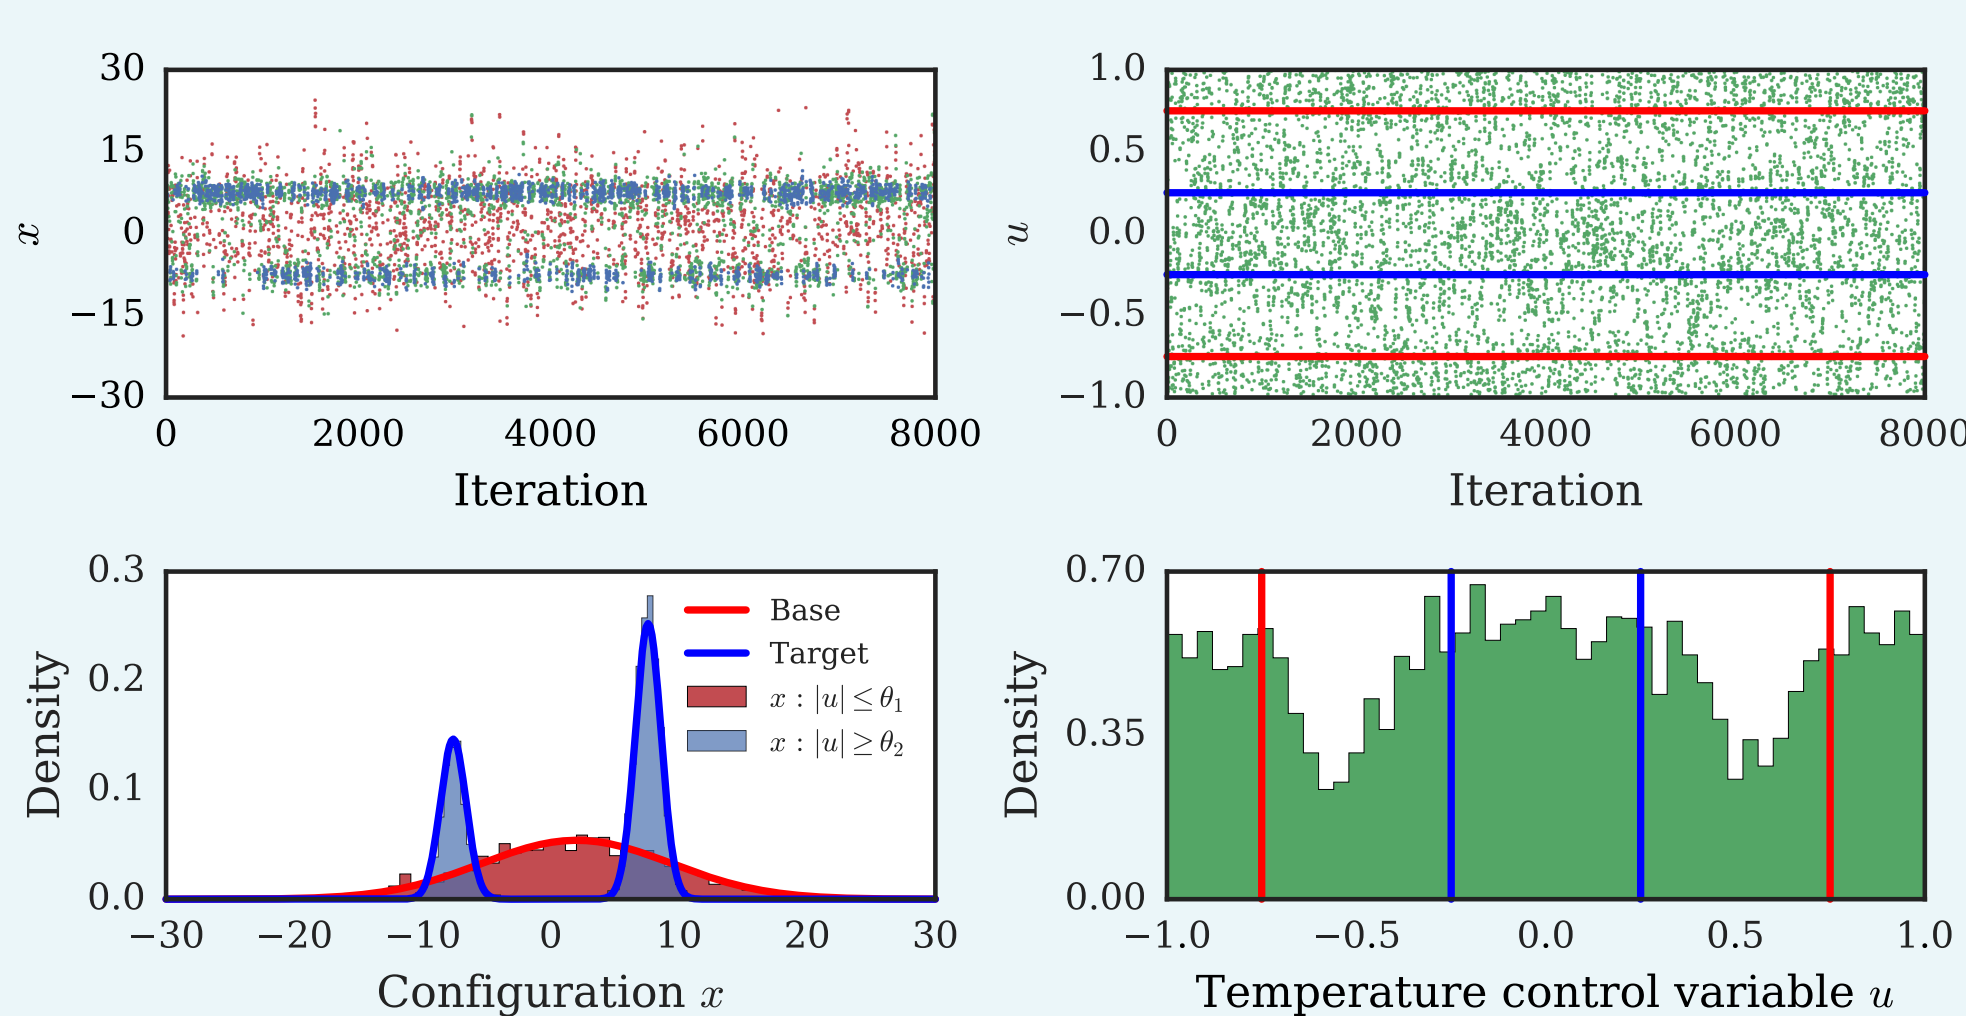 30
15
0
−15
−30
x
0 2000 4000 6000 8000
Iteration
1.0
0.5
0.0
−0.5
−1.0
u
0 2000 4000 6000 8000
Iteration
0.3
0.2
0.1
0.0
Density
Base
Target
x : |u| ≤ θ₁
x : |u| ≥ θ₂
−30 −20 −10 0 10 20 30
Configuration x
0.70
0.35
0.00
Density
−1.0 −0.5 0.0 0.5 1.0
Temperature control variable u